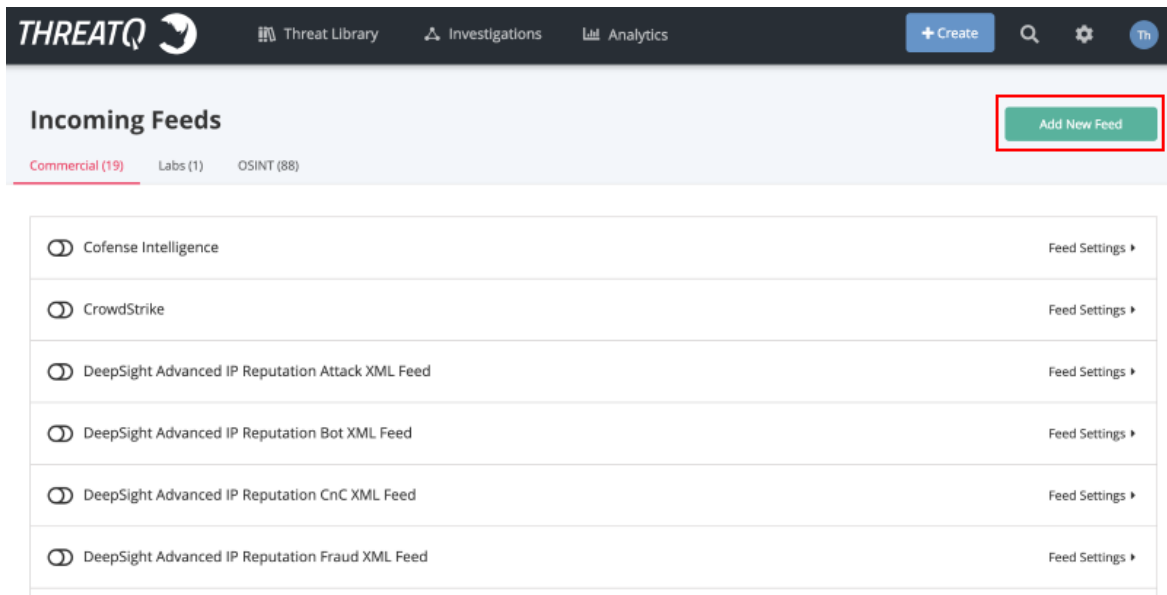 THREATQ Threat Library Investigations Analytics + Create Th
Incoming Feeds
Add New Feed
Commercial (19) Labs (1) OSINT (88)
Cofense Intelligence Feed Settings
CrowdStrike Feed Settings
DeepSight Advanced IP Reputation Attack XML Feed Feed Settings
DeepSight Advanced IP Reputation Bot XML Feed Feed Settings
DeepSight Advanced IP Reputation CnC XML Feed Feed Settings
DeepSight Advanced IP Reputation Fraud XML Feed Feed Settings